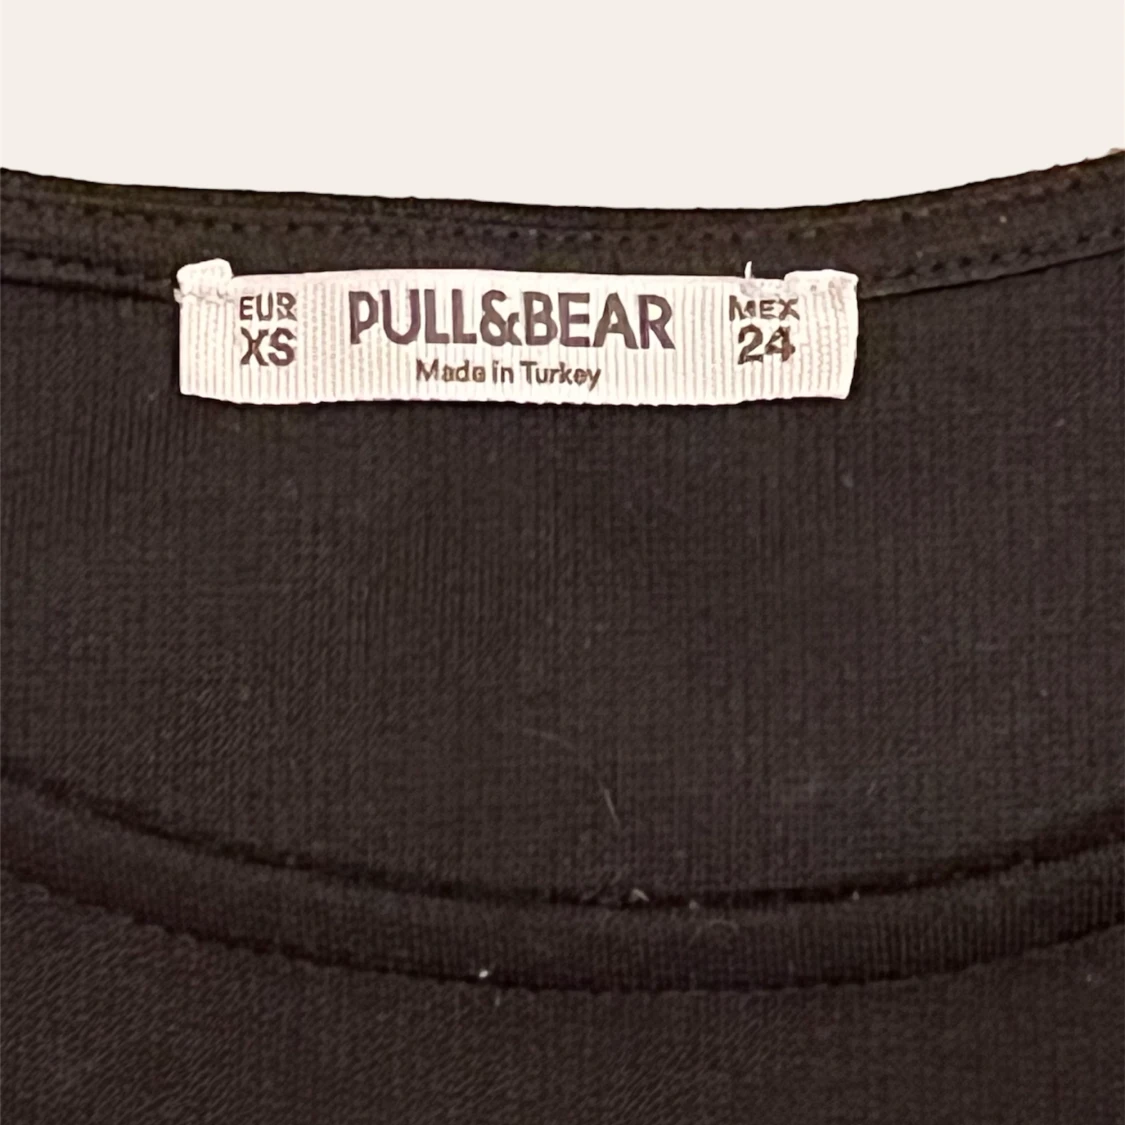 EUR PULL&BEAR MEX
XS 24
Made in Turkey